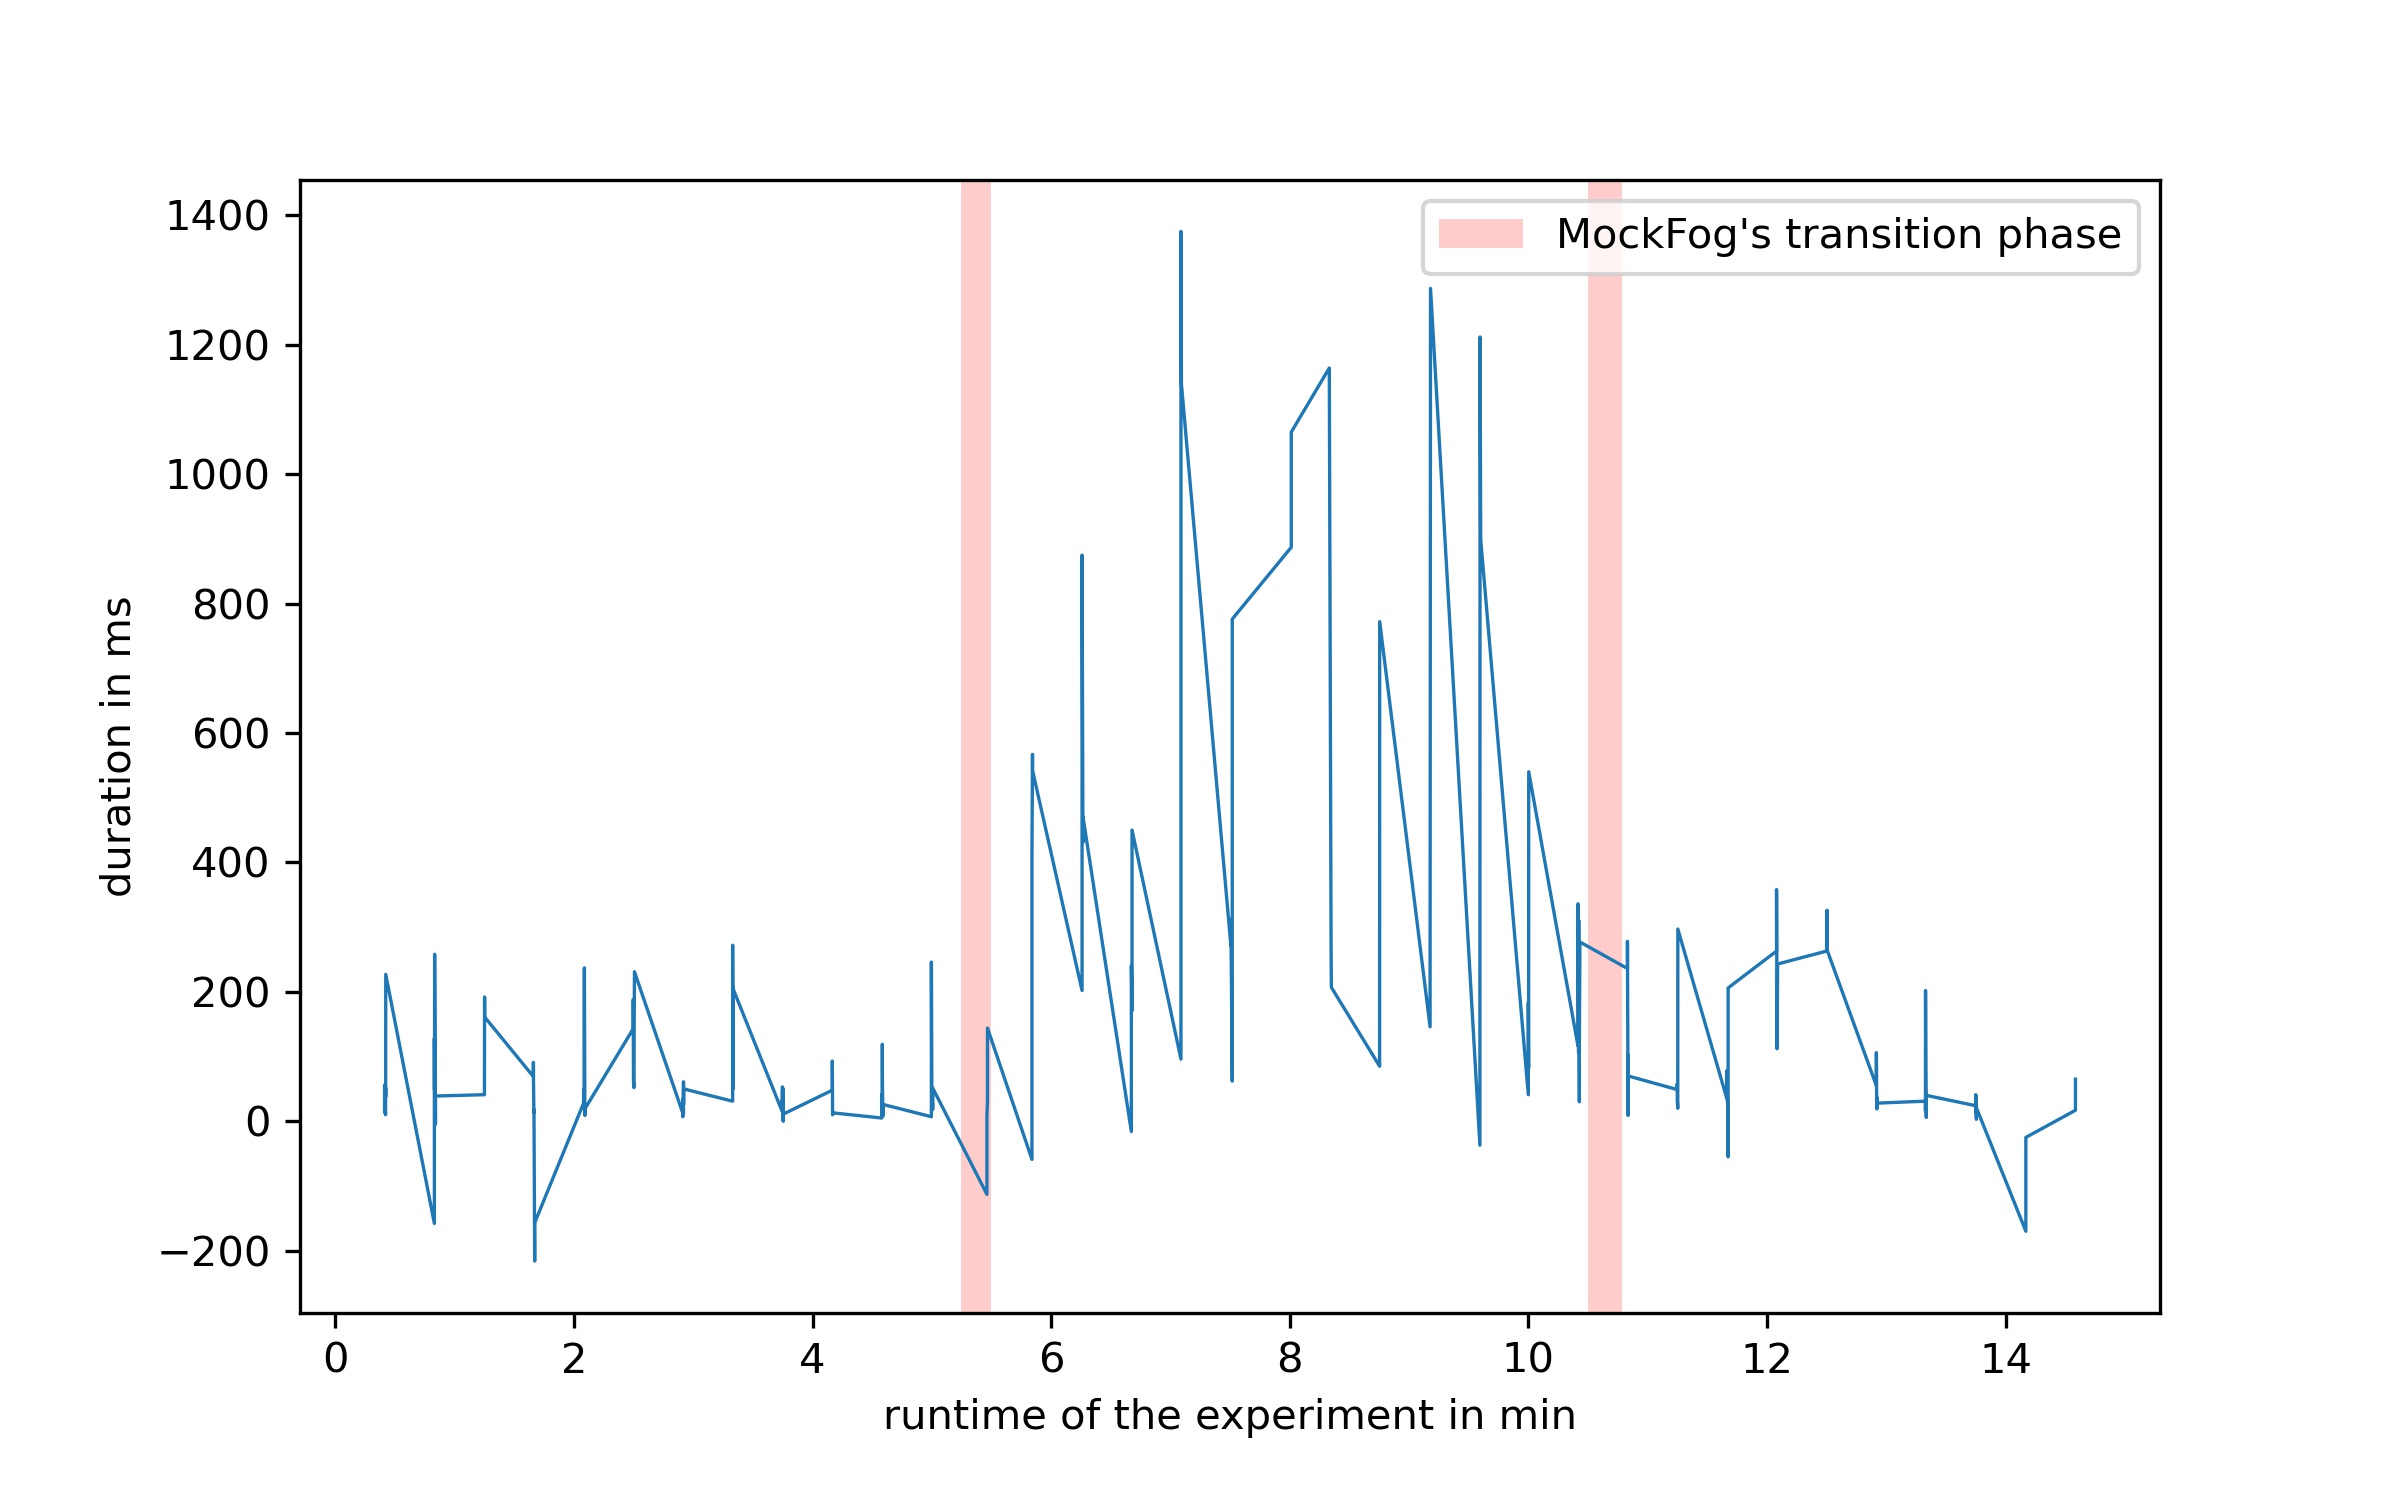 1400
1200
1000
800
600
400
200
0
−200
duration in ms
MockFog's transition phase
0 2 4 6 8 10 12 14
runtime of the experiment in min